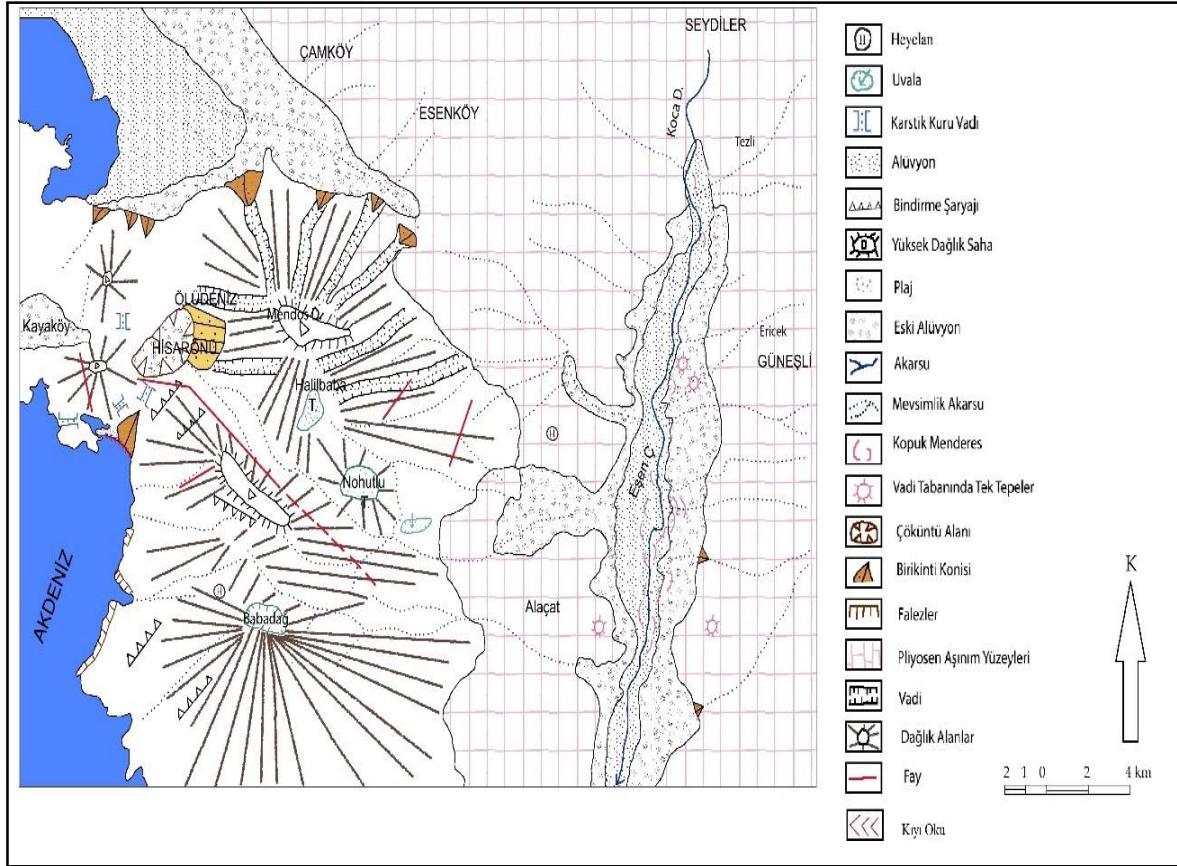 SEYDİLER
ÇAMKÖY
ESENKÖY
Koca D.
Tezli
ÖLÜDENİZ
Mendos D.
Kayaköy
HİSARÖNÜ
Ericek
GÜNEŞLİ
Halilbaba
T.
H
Eşen Ç.
Nohutlu
T.
AKDENİZ
H
Babadağ
Alaçat
H
Heyelan
Uvala
Karstik Kuru Vadi
Alüvyon
Bindirme Şaryajı
Yüksek Dağlık Saha
Plaj
Eski Alüvyon
Akarsu
Mevsimlik Akarsu
Kopuk Menderes
Vadi Tabanında Tek Tepeler
Çöküntü Alanı
Birikinti Konisi
Falezler
Pliyosen Aşınım Yüzeyleri
Vadi
Dağlık Alanlar
Fay
Kıyı Oku
K
2 1 0 2 4 km